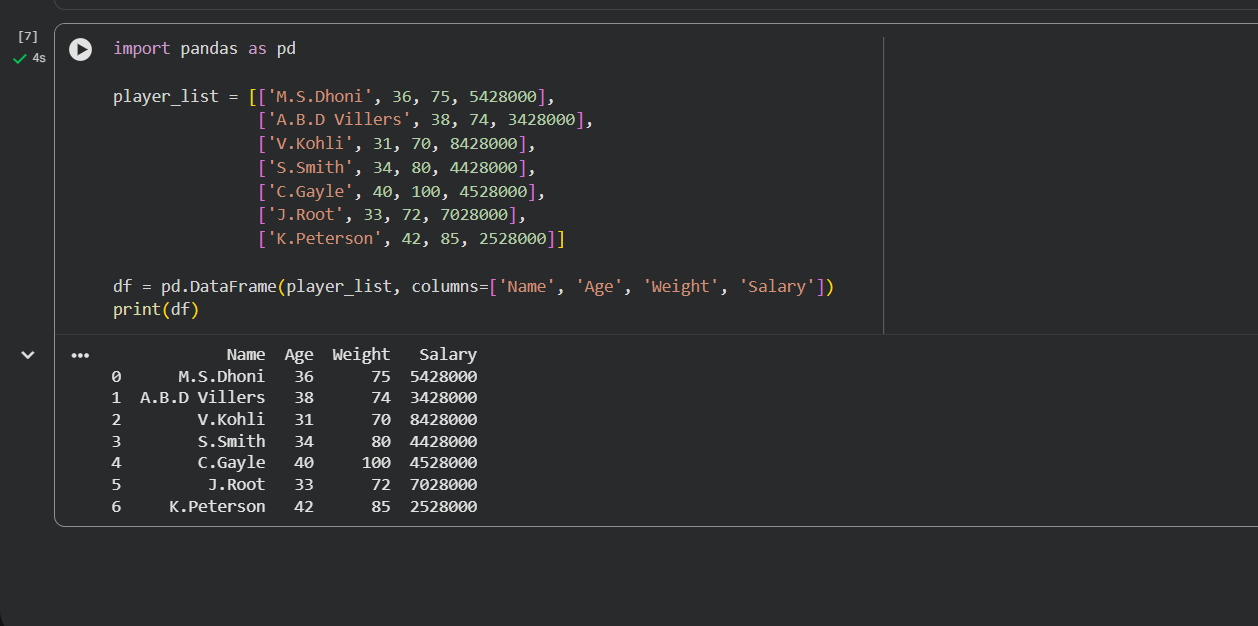 [7]
4s
import pandas as pd
player_list = [['M.S.Dhoni', 36, 75, 5428000],
['A.B.D Villers', 38, 74, 3428000],
['V.Kohli', 31, 70, 8428000],
['S.Smith', 34, 80, 4428000],
['C.Gayle', 40, 100, 4528000],
['J.Root', 33, 72, 7028000],
['K.Peterson', 42, 85, 2528000]]
df = pd.DataFrame(player_list, columns=['Name', 'Age', 'Weight', 'Salary'])
print(df)
Name Age Weight Salary
0 M.S.Dhoni 36 75 5428000
1 A.B.D Villers 38 74 3428000
2 V.Kohli 31 70 8428000
3 S.Smith 34 80 4428000
4 C.Gayle 40 100 4528000
5 J.Root 33 72 7028000
6 K.Peterson 42 85 2528000